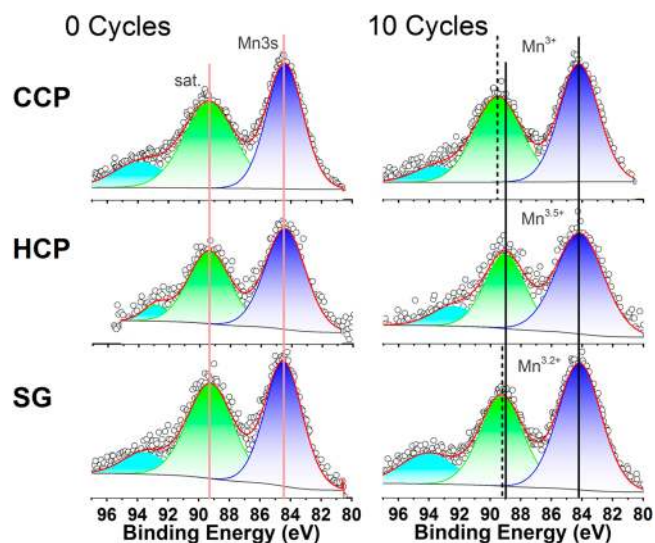 0 Cycles 10 Cycles
CCP
sat. Mn3s
Mn³⁺
HCP
Mn³·⁵⁺
SG
Mn³·²⁺
96 94 92 90 88 86 84 82 80 96 94 92 90 88 86 84 82 80
Binding Energy (eV) Binding Energy (eV)